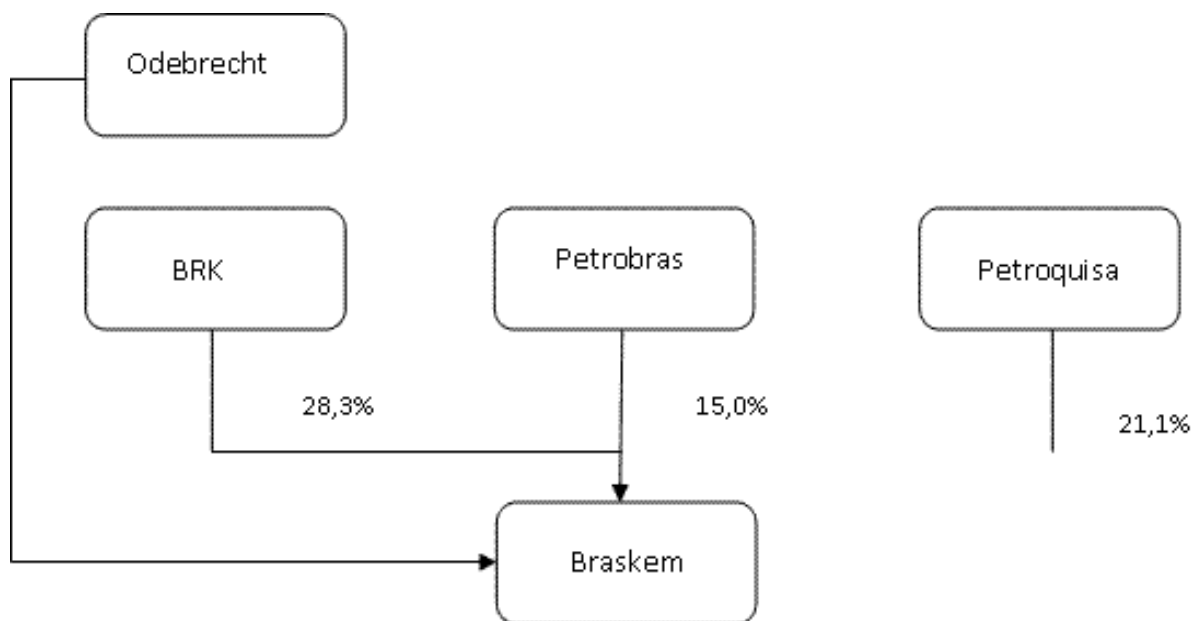 Odebrecht
BRK
Petrobras
Petroquisa
28,3%
15,0%
21,1%
Braskem